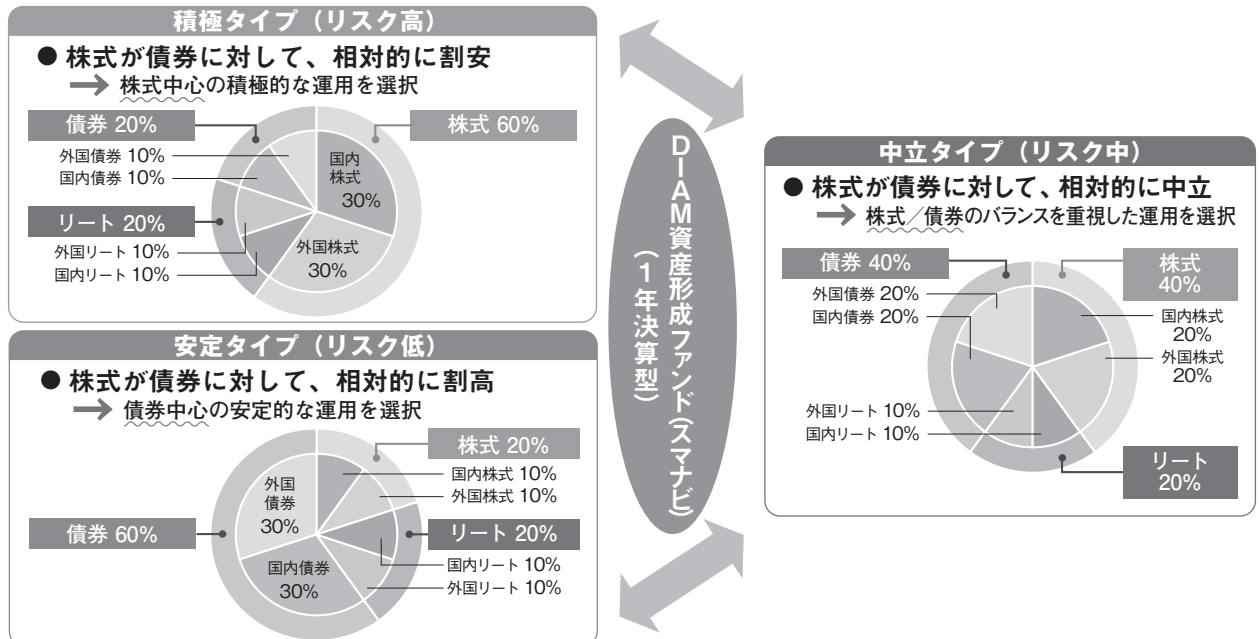 積極タイプ（リスク高）
● 株式が債券に対して、相対的に割安
株式中心の積極的な運用を選択
債券 20%
株式 60%
外国債券 10%
国内債券 10%
国内
株式
30%
リート 20%
外国リート 10%
国内リート 10%
外国株式
30%
安定タイプ（リスク低）
● 株式が債券に対して、相対的に割高
債券中心の安定的な運用を選択
株式 20%
国内株式 10%
外国株式 10%
外国
債券
30%
債券 60%
リート 20%
国内債券
30%
国内リート 10%
外国リート 10%
DIAM資産形成ファンド（スマナビ）
（1年決算型）
中立タイプ（リスク中）
● 株式が債券に対して、相対的に中立
株式／債券のバランスを重視した運用を選択
債券 40%
株式
40%
外国債券 20%
国内債券 20%
国内株式
20%
外国株式
20%
外国リート 10%
国内リート 10%
リート
20%